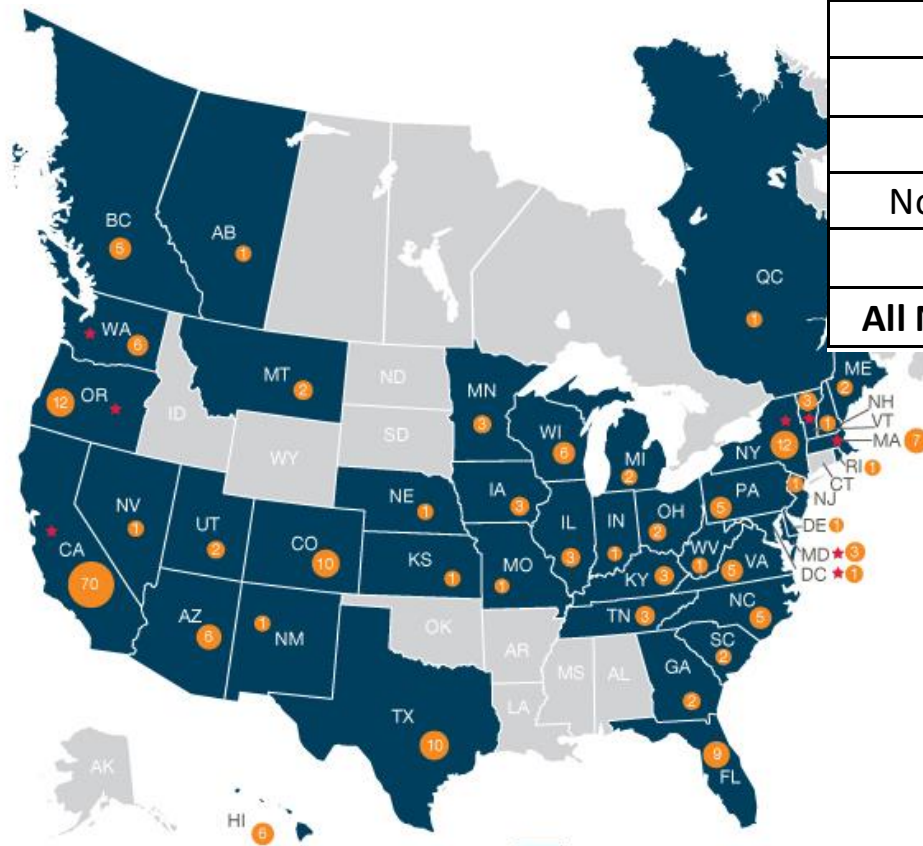 No
All N
BC
5
AB
1
QC
1
WA
6
MT
2
ND
MN
3
ME
2
NH
VT
MA 7
RI 1
CT
NJ
1
OR
12
ID
SD
WI
6
MI
2
NY
12
3
1
WY
NE
1
IA
3
IL
3
IN
1
OH
2
PA
5
DE 1
MD 3
DC 1
NV
1
UT
2
CO
10
KS
1
MO
1
KY 3
WV
1
VA
5
CA
70
AZ
6
NM
1
OK
AR
TN 3
NC
5
SC
2
MS
AL
GA
2
LA
TX
10
FL
9
AK
HI
6